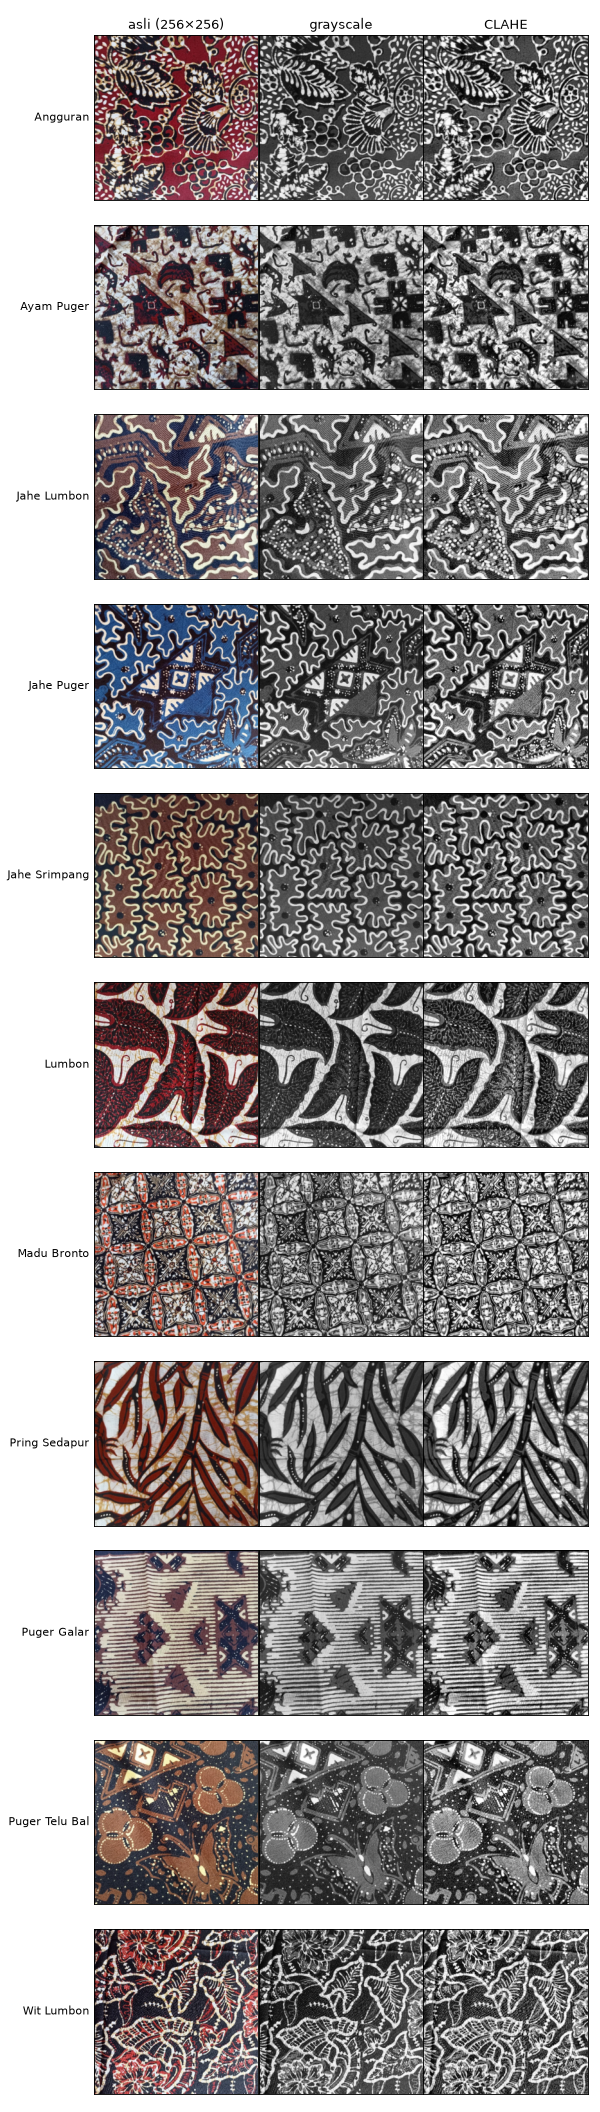 asli (256×256) grayscale CLAHE
Angguran
Ayam Puger
Jahe Lumbon
Jahe Puger
Jahe Srimpang
Lumbon
Madu Bronto
Pring Sedapur
Puger Galar
Puger Telu Bal
Wit Lumbon